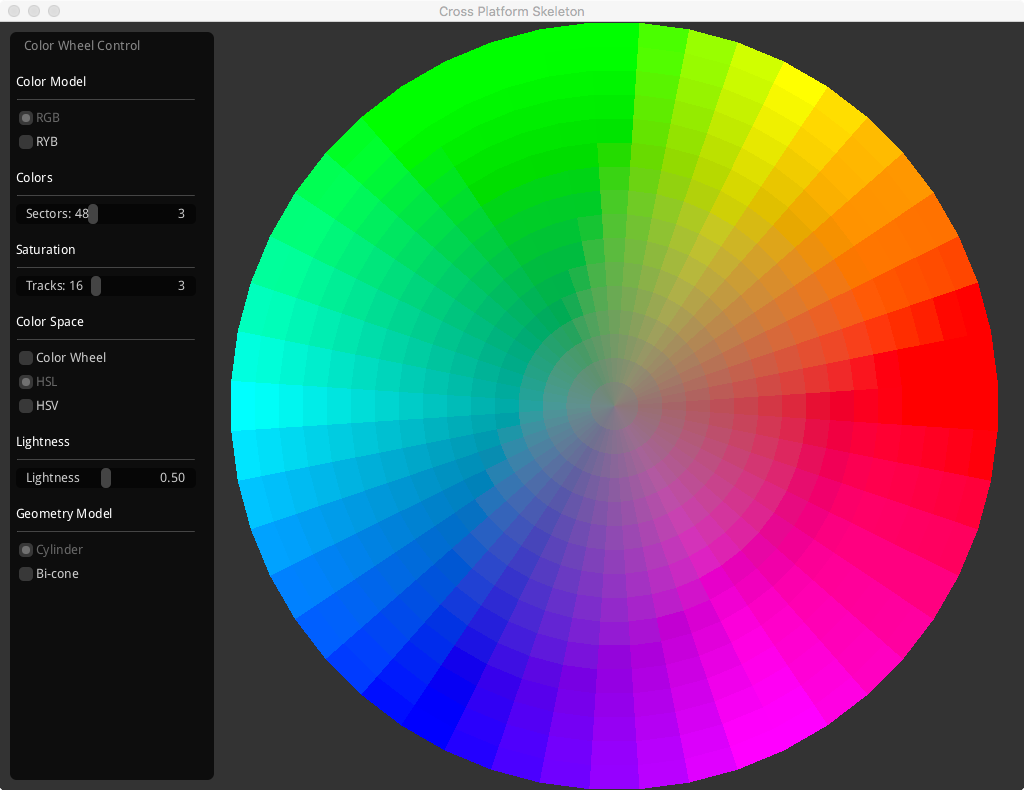 Cross Platform Skeleton
Color Wheel Control
Color Model
RGB
RYB
Colors
Sectors: 48 3
Saturation
Tracks: 16 3
Color Space
Color Wheel
HSL
HSV
Lightness
Lightness 0.50
Geometry Model
Cylinder
Bi-cone